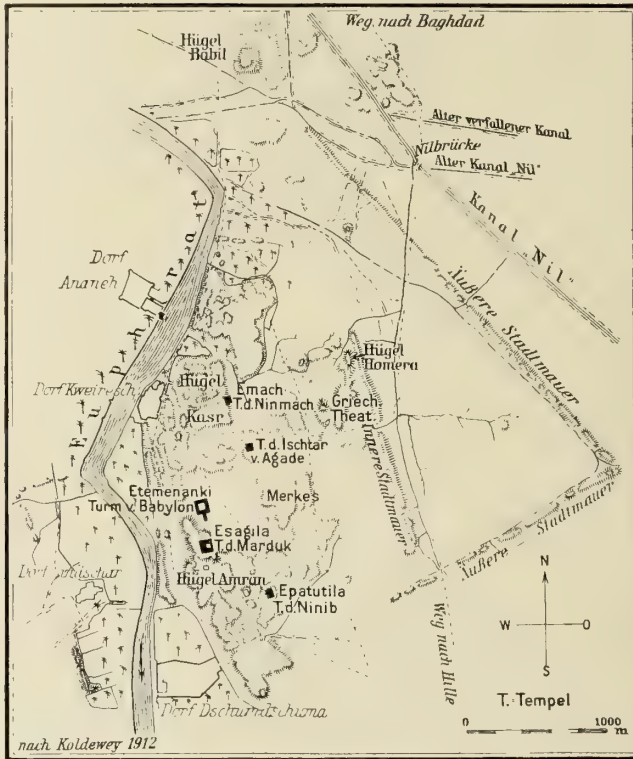 Weg nach Baghdad
Hügel
Babil
Alter verfallener Kanal
Nilbrücke
Alter Kanal „Nil“
Kanal „Nil“
Euphrat
Dorf
Ananeh
Äußere Stadtmauer
Hügel
Homera
Dorf Kweiresch
Hügel
Kasr
Emach
T.d.Ninmach
Griech.
Theat.
Innere Stadtmauer
T.d.Ischtar
v. Agade
Etemenanki
Turm v. Babylon
Merkes
Esagila
T.d.Marduk
Äußere Stadtmauer
Dorf
Hügel Amran
Epatutila
T.d.Ninib
Weg nach Hille
N
W O
S
T.=Tempel
Dorf Dschumdschuma
0 1000
m
nach Koldewey 1912